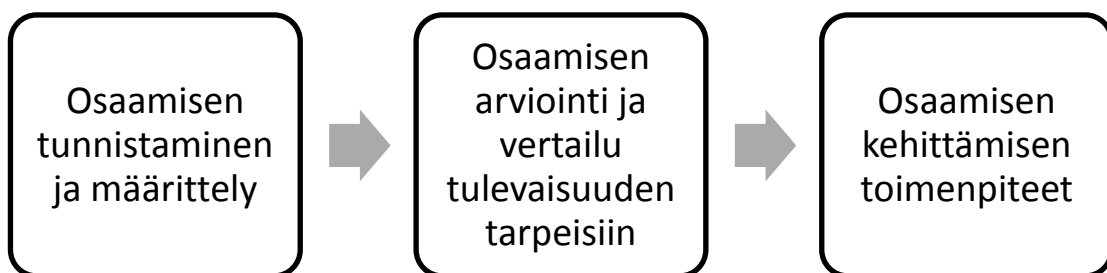 Osaamisen
tunnistaminen
ja määrittely
Osaamisen
arviointi ja
vertailu
tulevaisuuden
tarpeisiin
Osaamisen
kehittämisen
toimenpiteet